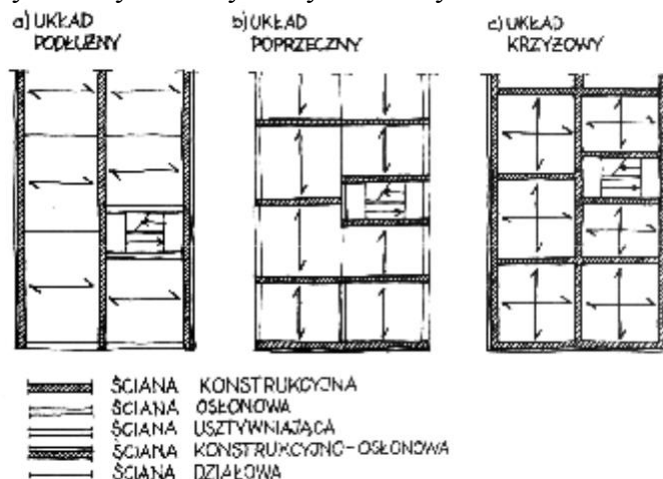 a) UKŁAD
PODŁUŻNY
b) UKŁAD
POPRZECZNY
c) UKŁAD
KRZYŻOWY
ŚCIANA KONSTRUKCYJNA
ŚCIANA OSŁONOWA
ŚCIANA USZTYWNIAJĄCA
ŚCIANA KONSTRUKCYJNO-OSŁONOWA
ŚCIANA DZIAŁOWA